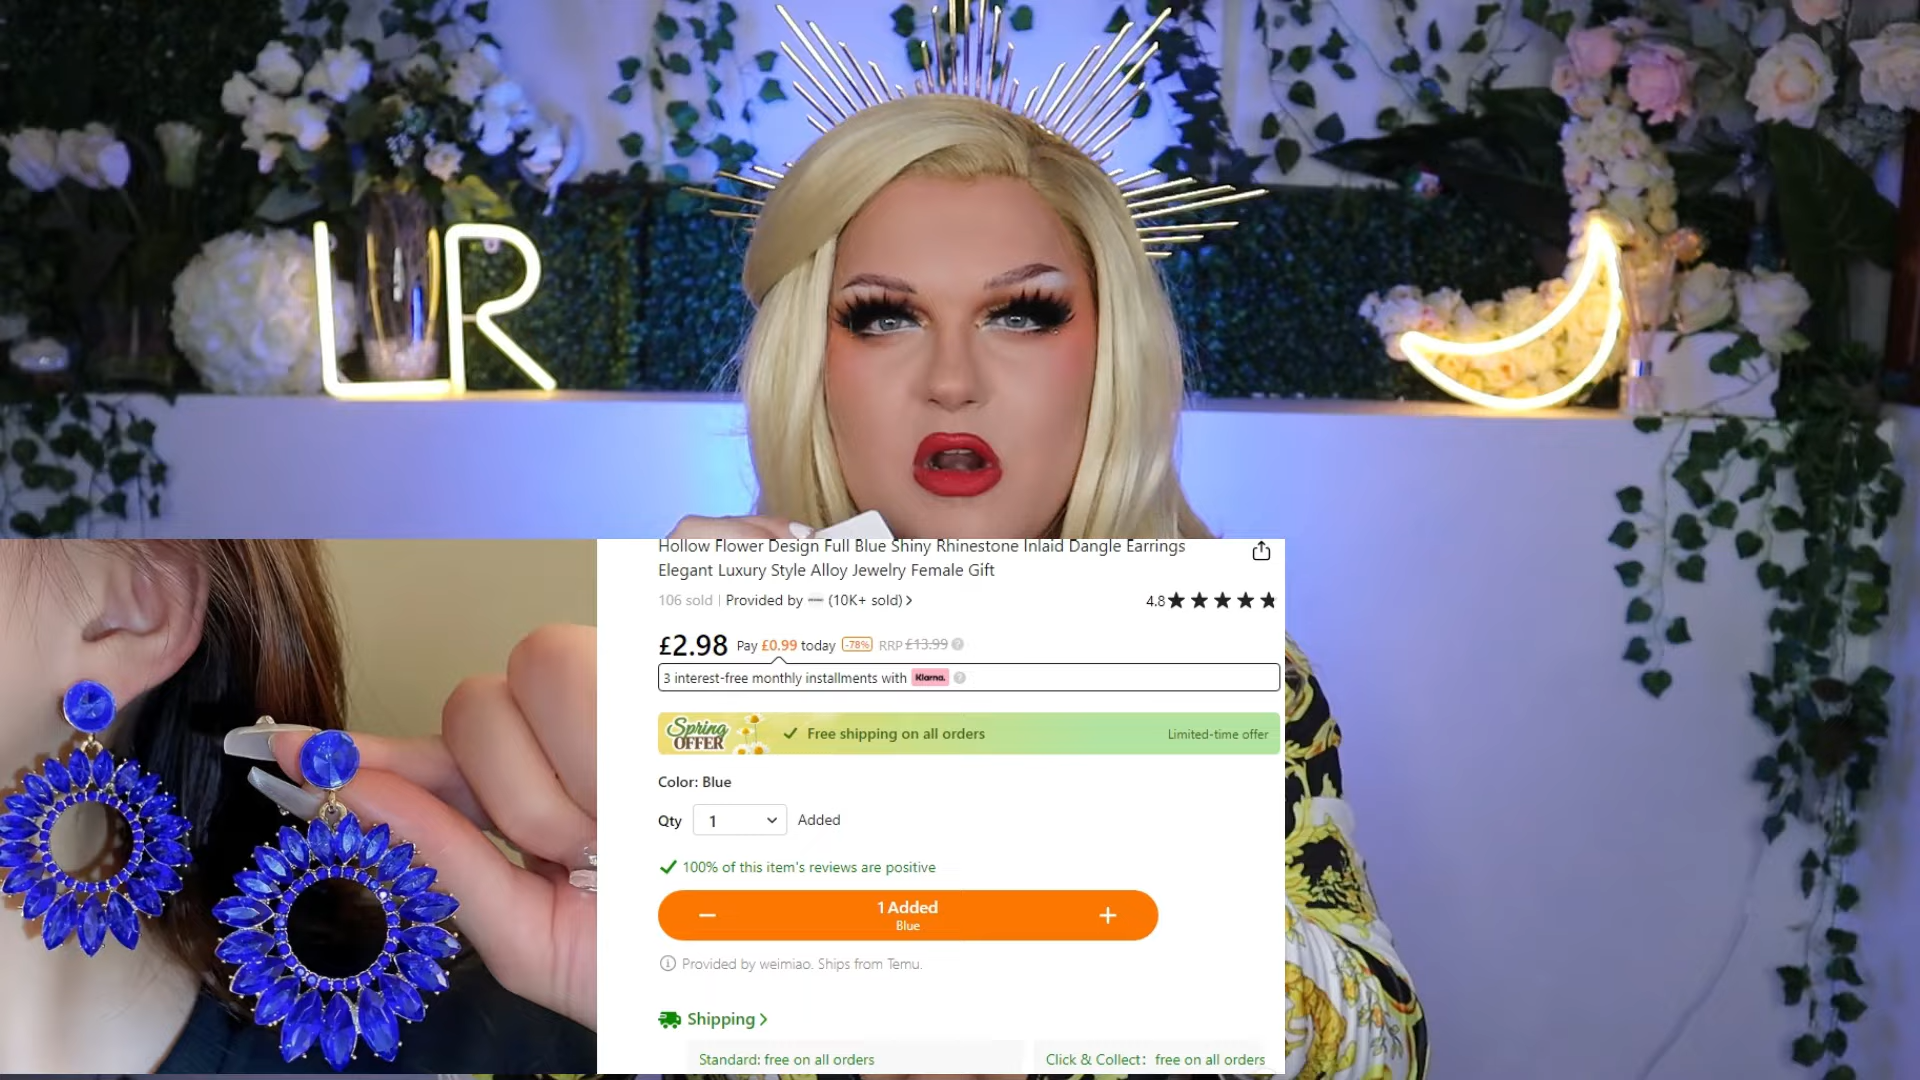 LR
Hollow Flower Design Full Blue Shiny Rhinestone Inlaid Dangle Earrings
Elegant Luxury Style Alloy Jewelry Female Gift
106 sold | Provided by (10K+ sold) >
4.8 ★★★★★
£2.98 Pay £0.99 today -78% RRP £13.99 ?
3 interest-free monthly installments with Klarna. ?
Spring
OFFER
✓ Free shipping on all orders
Limited-time offer
Color: Blue
Qty 1 Added
✓ 100% of this item's reviews are positive
− 1 Added +
Blue
Provided by weimiao. Ships from Temu.
Shipping >
Standard: free on all orders
Click & Collect: free on all orders